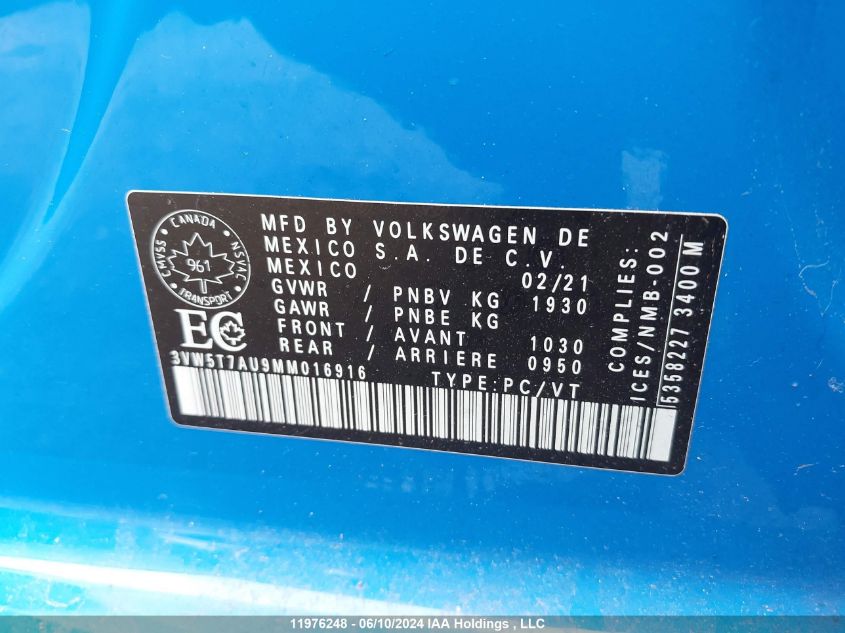 CANADA
CMVSS NSVAC
961
TRANSPORT
EC
MFD BY VOLKSWAGEN DE
MEXICO S.A. DE C.V.
MEXICO 02/21
GVWR / PNBV KG 1930
GAWR / PNBE KG
FRONT / AVANT 1030
REAR / ARRIERE 0950
3VW5T7AU9MM016916 TYPE:PC/VT
COMPLIES:
ICES/NMB-002
5358227 3400 M
11976248 - 06/10/2024 IAA Holdings , LLC